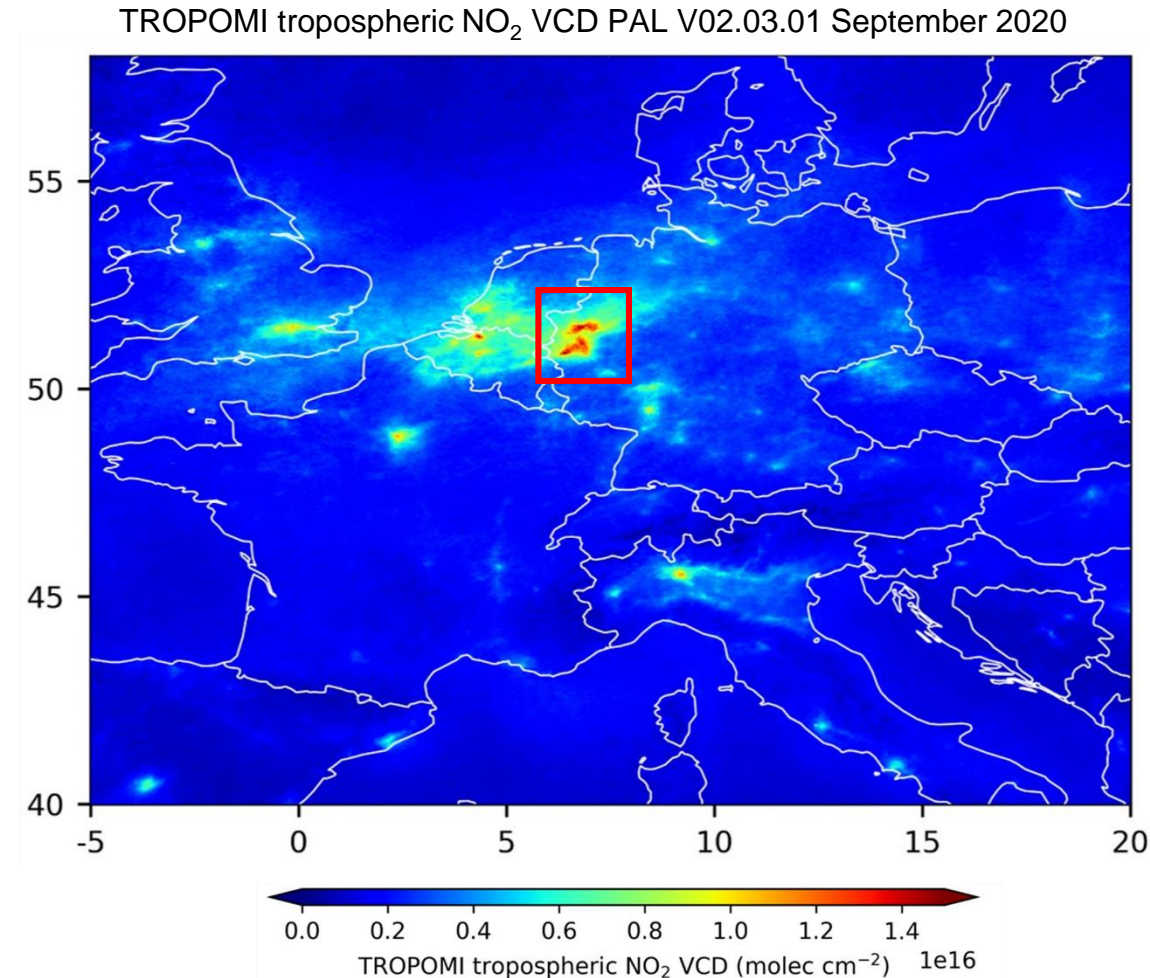 TROPOMI tropospheric NO₂ VCD PAL V02.03.01 September 2020
55
50
45
40
-5 0 5 10 15 20
0.0 0.2 0.4 0.6 0.8 1.0 1.2 1.4
TROPOMI tropospheric NO₂ VCD (molec cm⁻²) 1e16